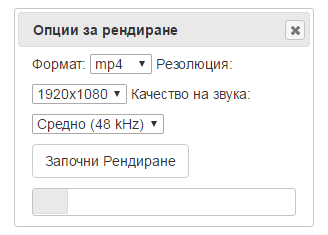 Опции за рендиране
Формат: mp4 Резолюция:
1920x1080 Качество на звука:
Средно (48 kHz)
Започни Рендиране